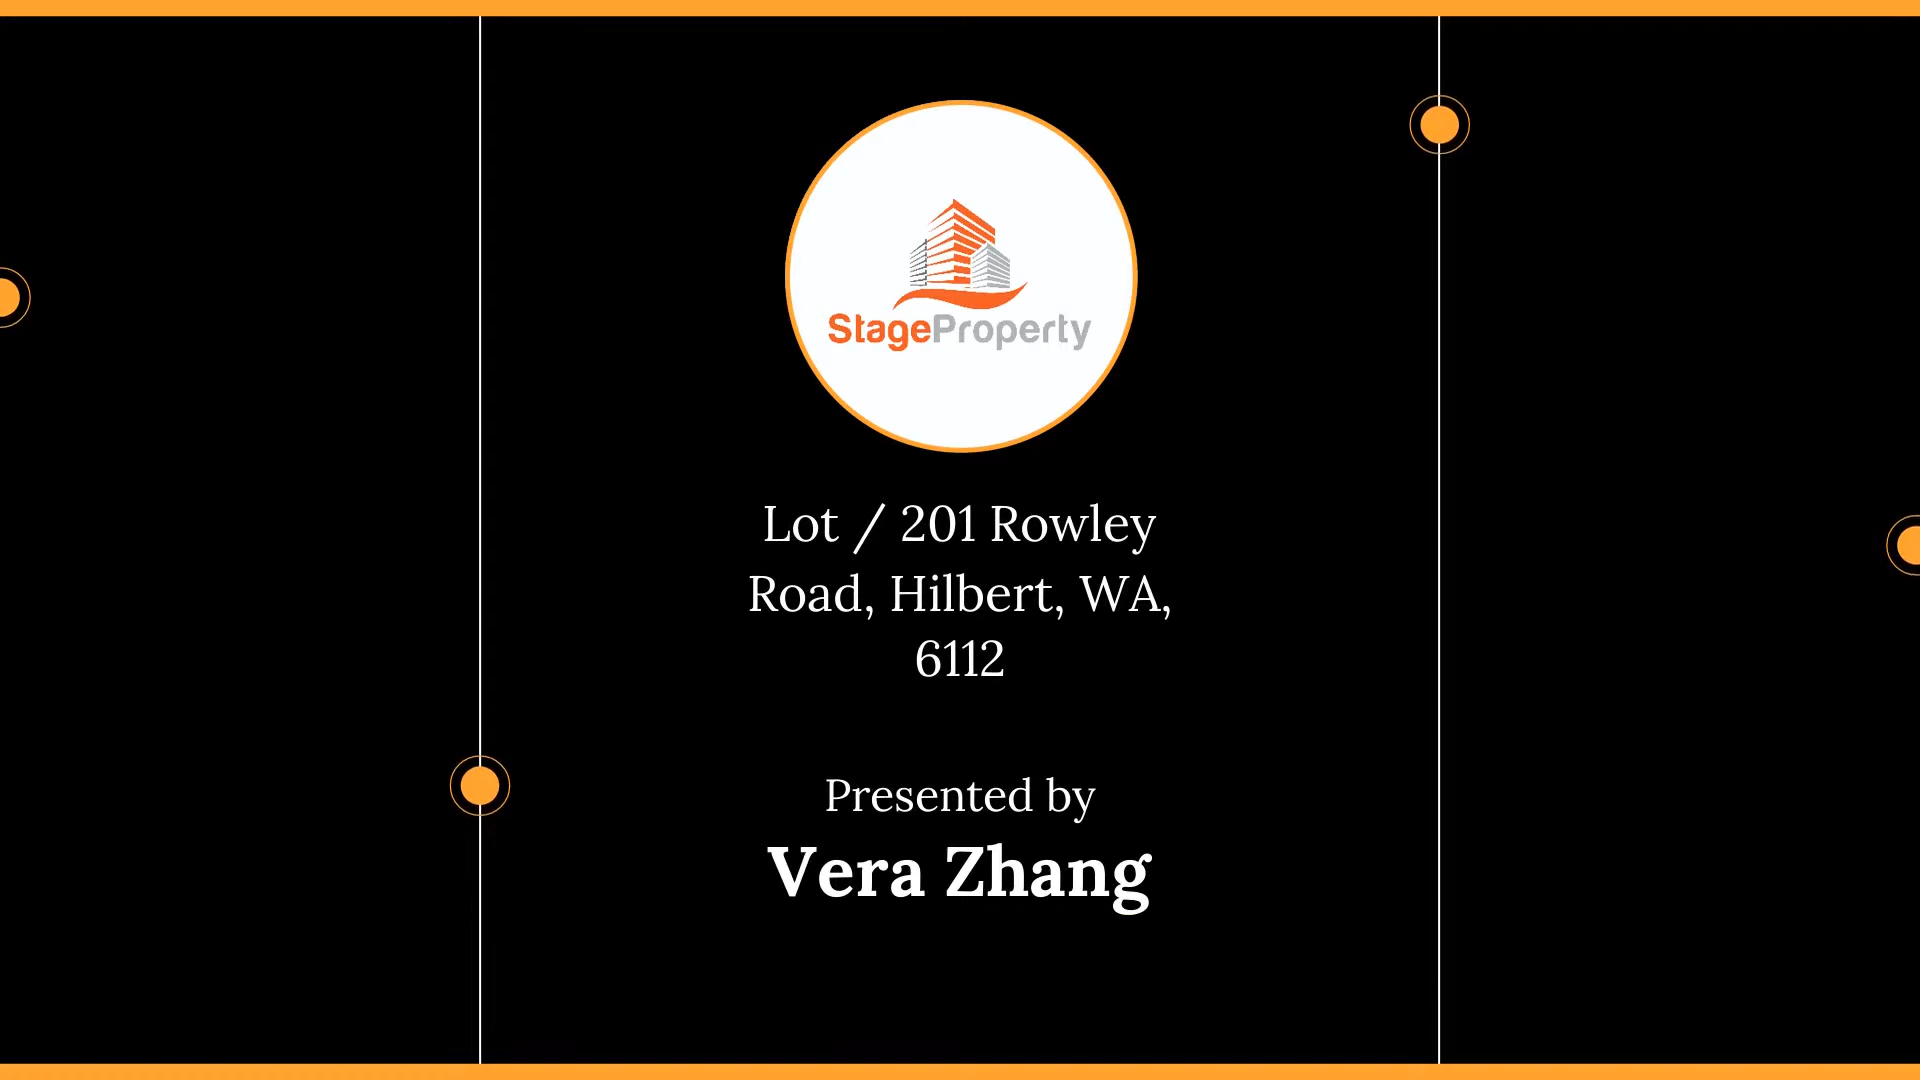 StageProperty
Lot / 201 Rowley
Road, Hilbert, WA,
6112
Presented by
Vera Zhang